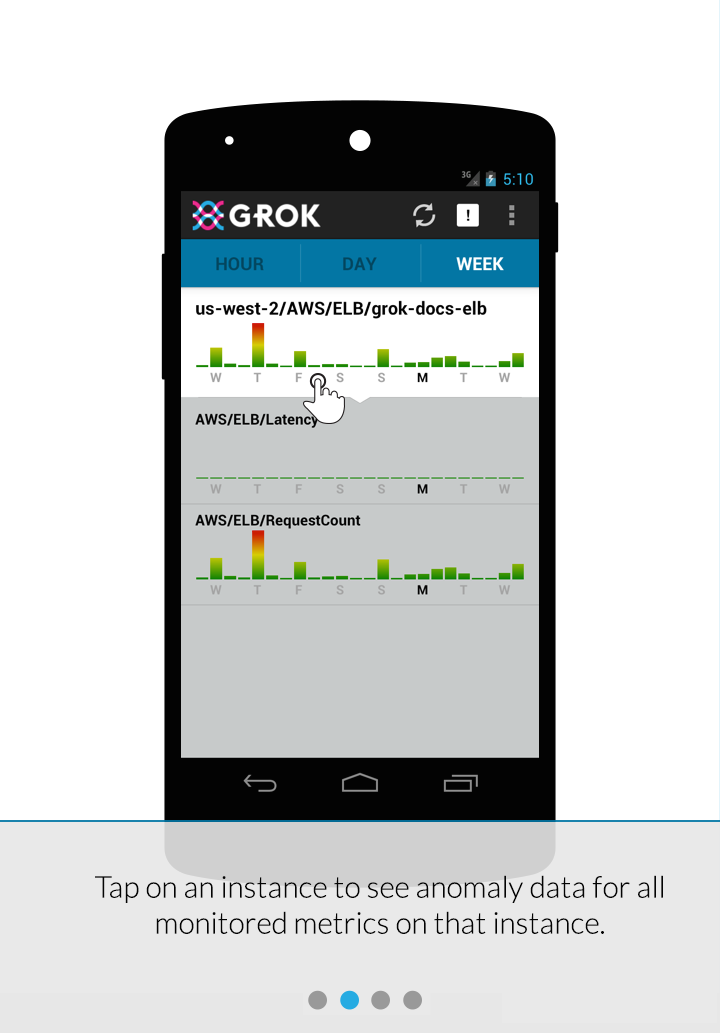 3G 5:10
GROK !
HOUR DAY WEEK
us-west-2/AWS/ELB/grok-docs-elb
W T F S S M T W
AWS/ELB/Latency
W T F S S M T W
AWS/ELB/RequestCount
W T F S S M T W
Tap on an instance to see anomaly data for all
monitored metrics on that instance.